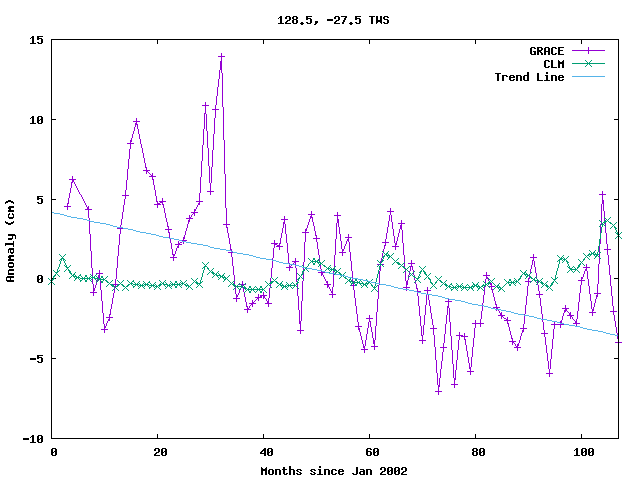 128.5, -27.5 TWS
GRACE
CLM
Trend Line
15
10
5
0
-5
-10
Anomaly (cm)
0 20 40 60 80 100
Months since Jan 2002